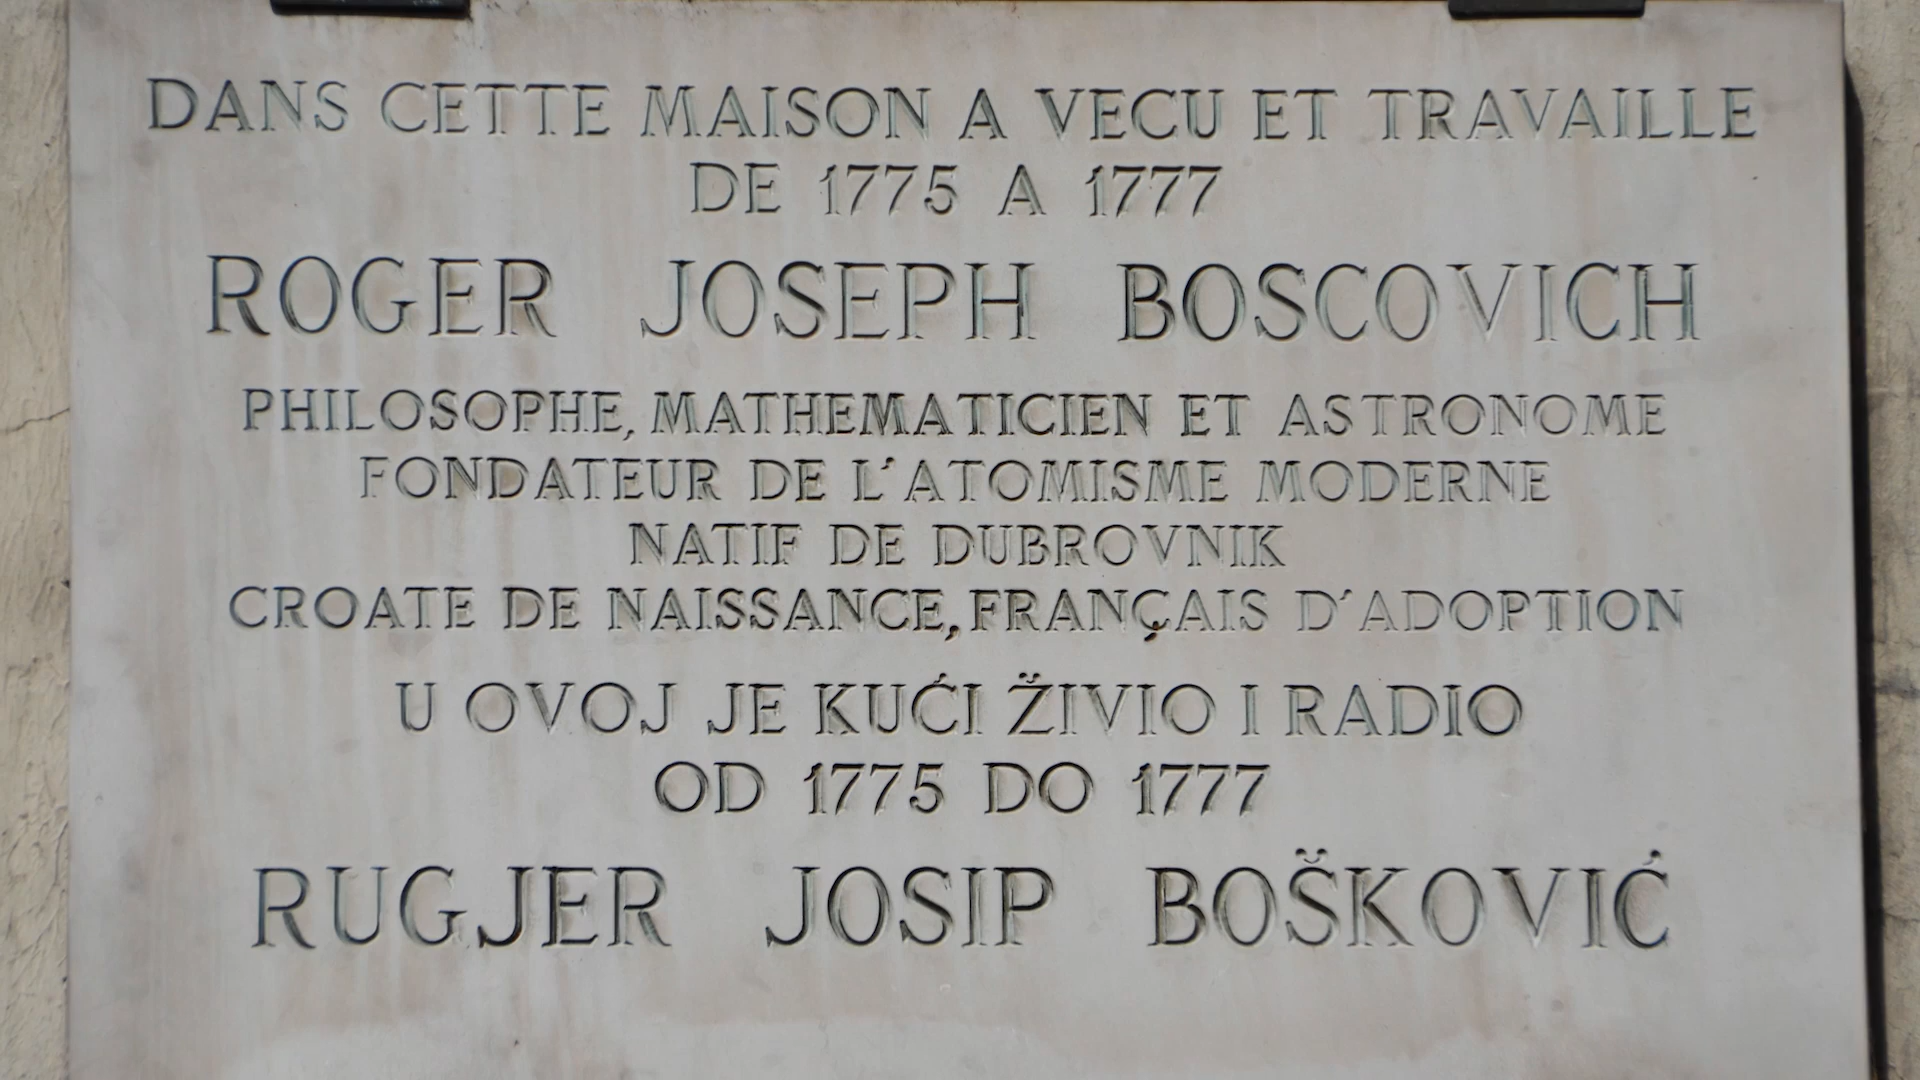 DANS CETTE MAISON A VECU ET TRAVAILLE
DE 1775 A 1777
ROGER JOSEPH BOSCOVICH
PHILOSOPHE, MATHEMATICIEN ET ASTRONOME
FONDATEUR DE L'ATOMISME MODERNE
NATIF DE DUBROVNIK
CROATE DE NAISSANCE, FRANÇAIS D'ADOPTION
U OVOJ JE KUĆI ŽIVIO I RADIO
OD 1775 DO 1777
RUGJER JOSIP BOŠKOVIĆ